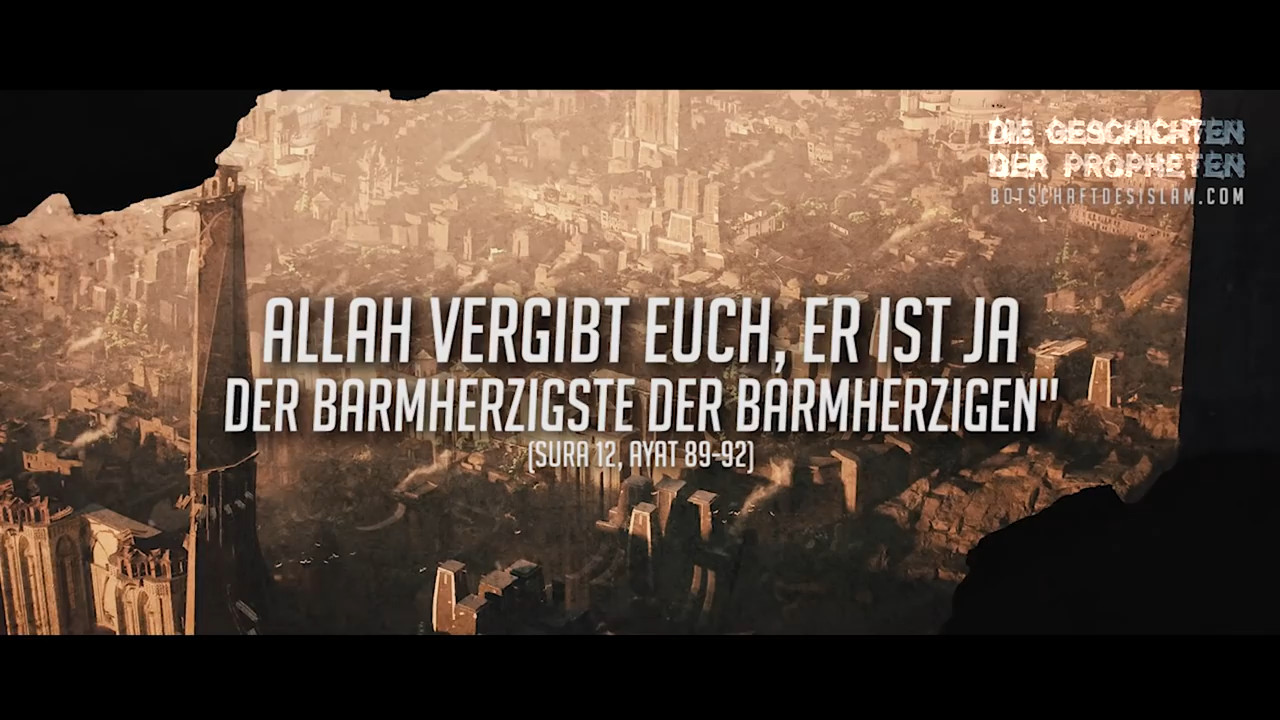 DIE GESCHICHTEN
DER PROPHETEN
BOTSCHAFTDESISLAM.COM
ALLAH VERGIBT EUCH, ER IST JA
DER BARMHERZIGSTE DER BARMHERZIGEN"
(SURA 12, AYAT 89-92)